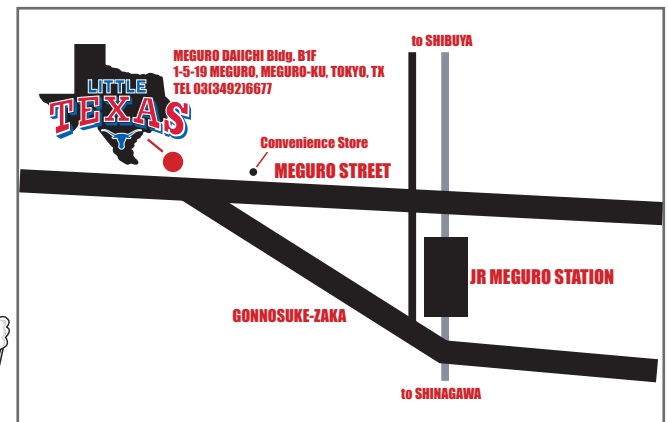 LITTLE
TEXAS
MEGURO DAIICHI Bldg. B1F
1-5-19 MEGURO, MEGURO-KU, TOKYO, TX
TEL 03(3492)6677
to SHIBUYA
Convenience Store
MEGURO STREET
JR MEGURO STATION
GONNOSUKE-ZAKA
to SHINAGAWA